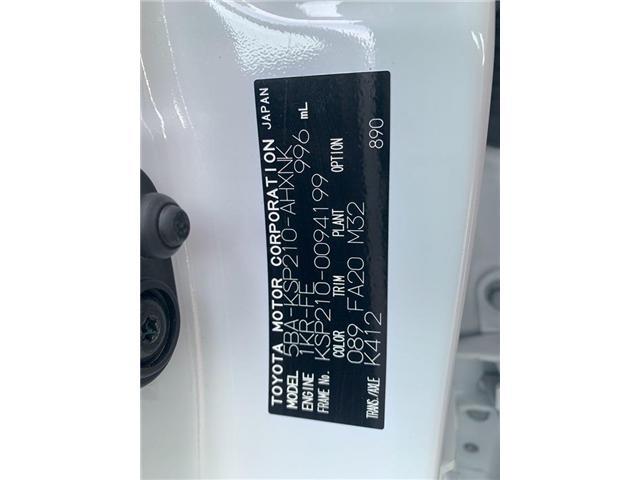 TOYOTA MOTOR CORPORATION JAPAN
MODEL 5BA-KSP210-AHXNK
ENGINE 1KR-FE 996 mL
FRAME No. KSP210-0094199
COLOR TRIM PLANT OPTION
089 FA20 M32
TRANS./AXLE K412 890